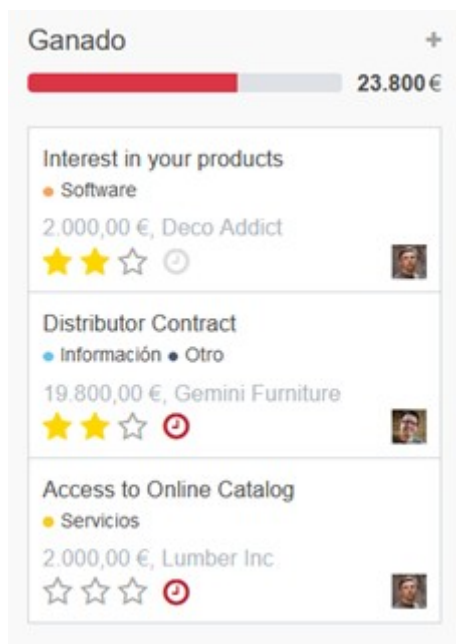 Ganado +
23.800 €
Interest in your products
Software
2.000,00 €, Deco Addict
Distributor Contract
Información Otro
19.800,00 €, Gemini Furniture
Access to Online Catalog
Servicios
2.000,00 €, Lumber Inc